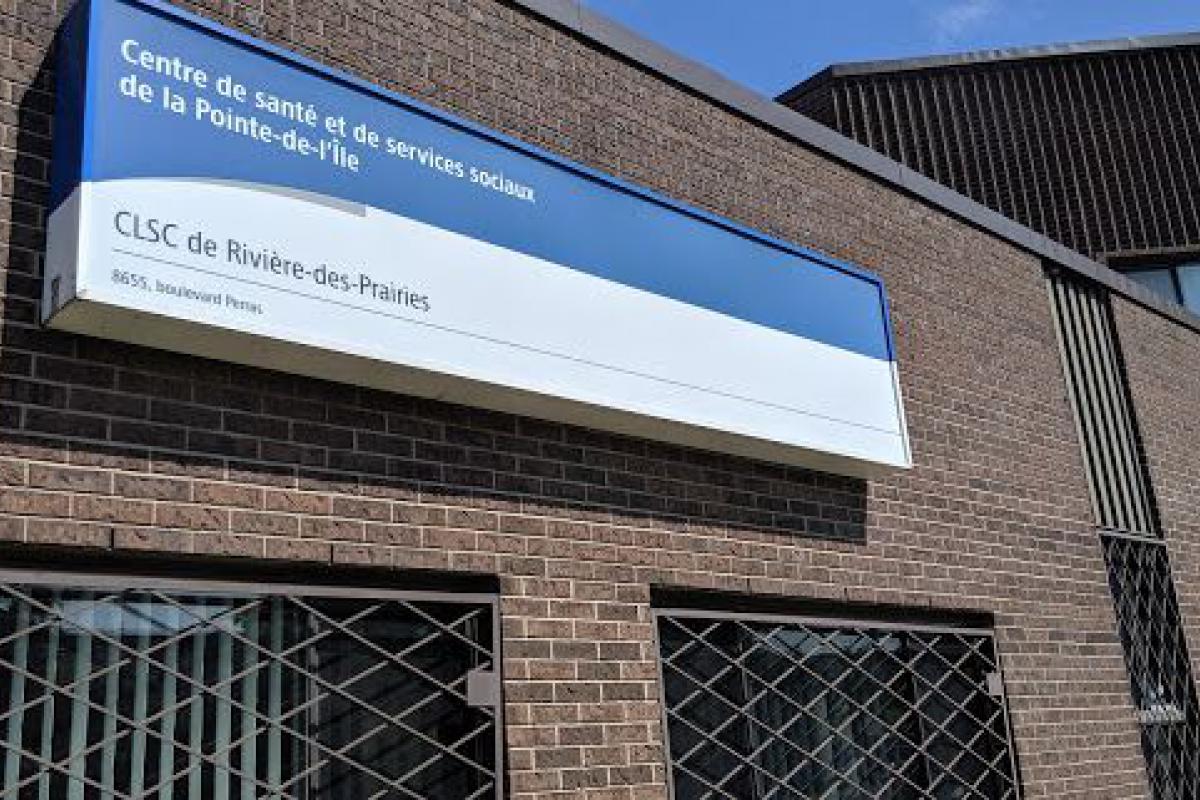 Centre de santé et de services sociaux
de la Pointe-de-l'Île
CLSC de Rivière-des-Prairies
8655, boulevard Perras